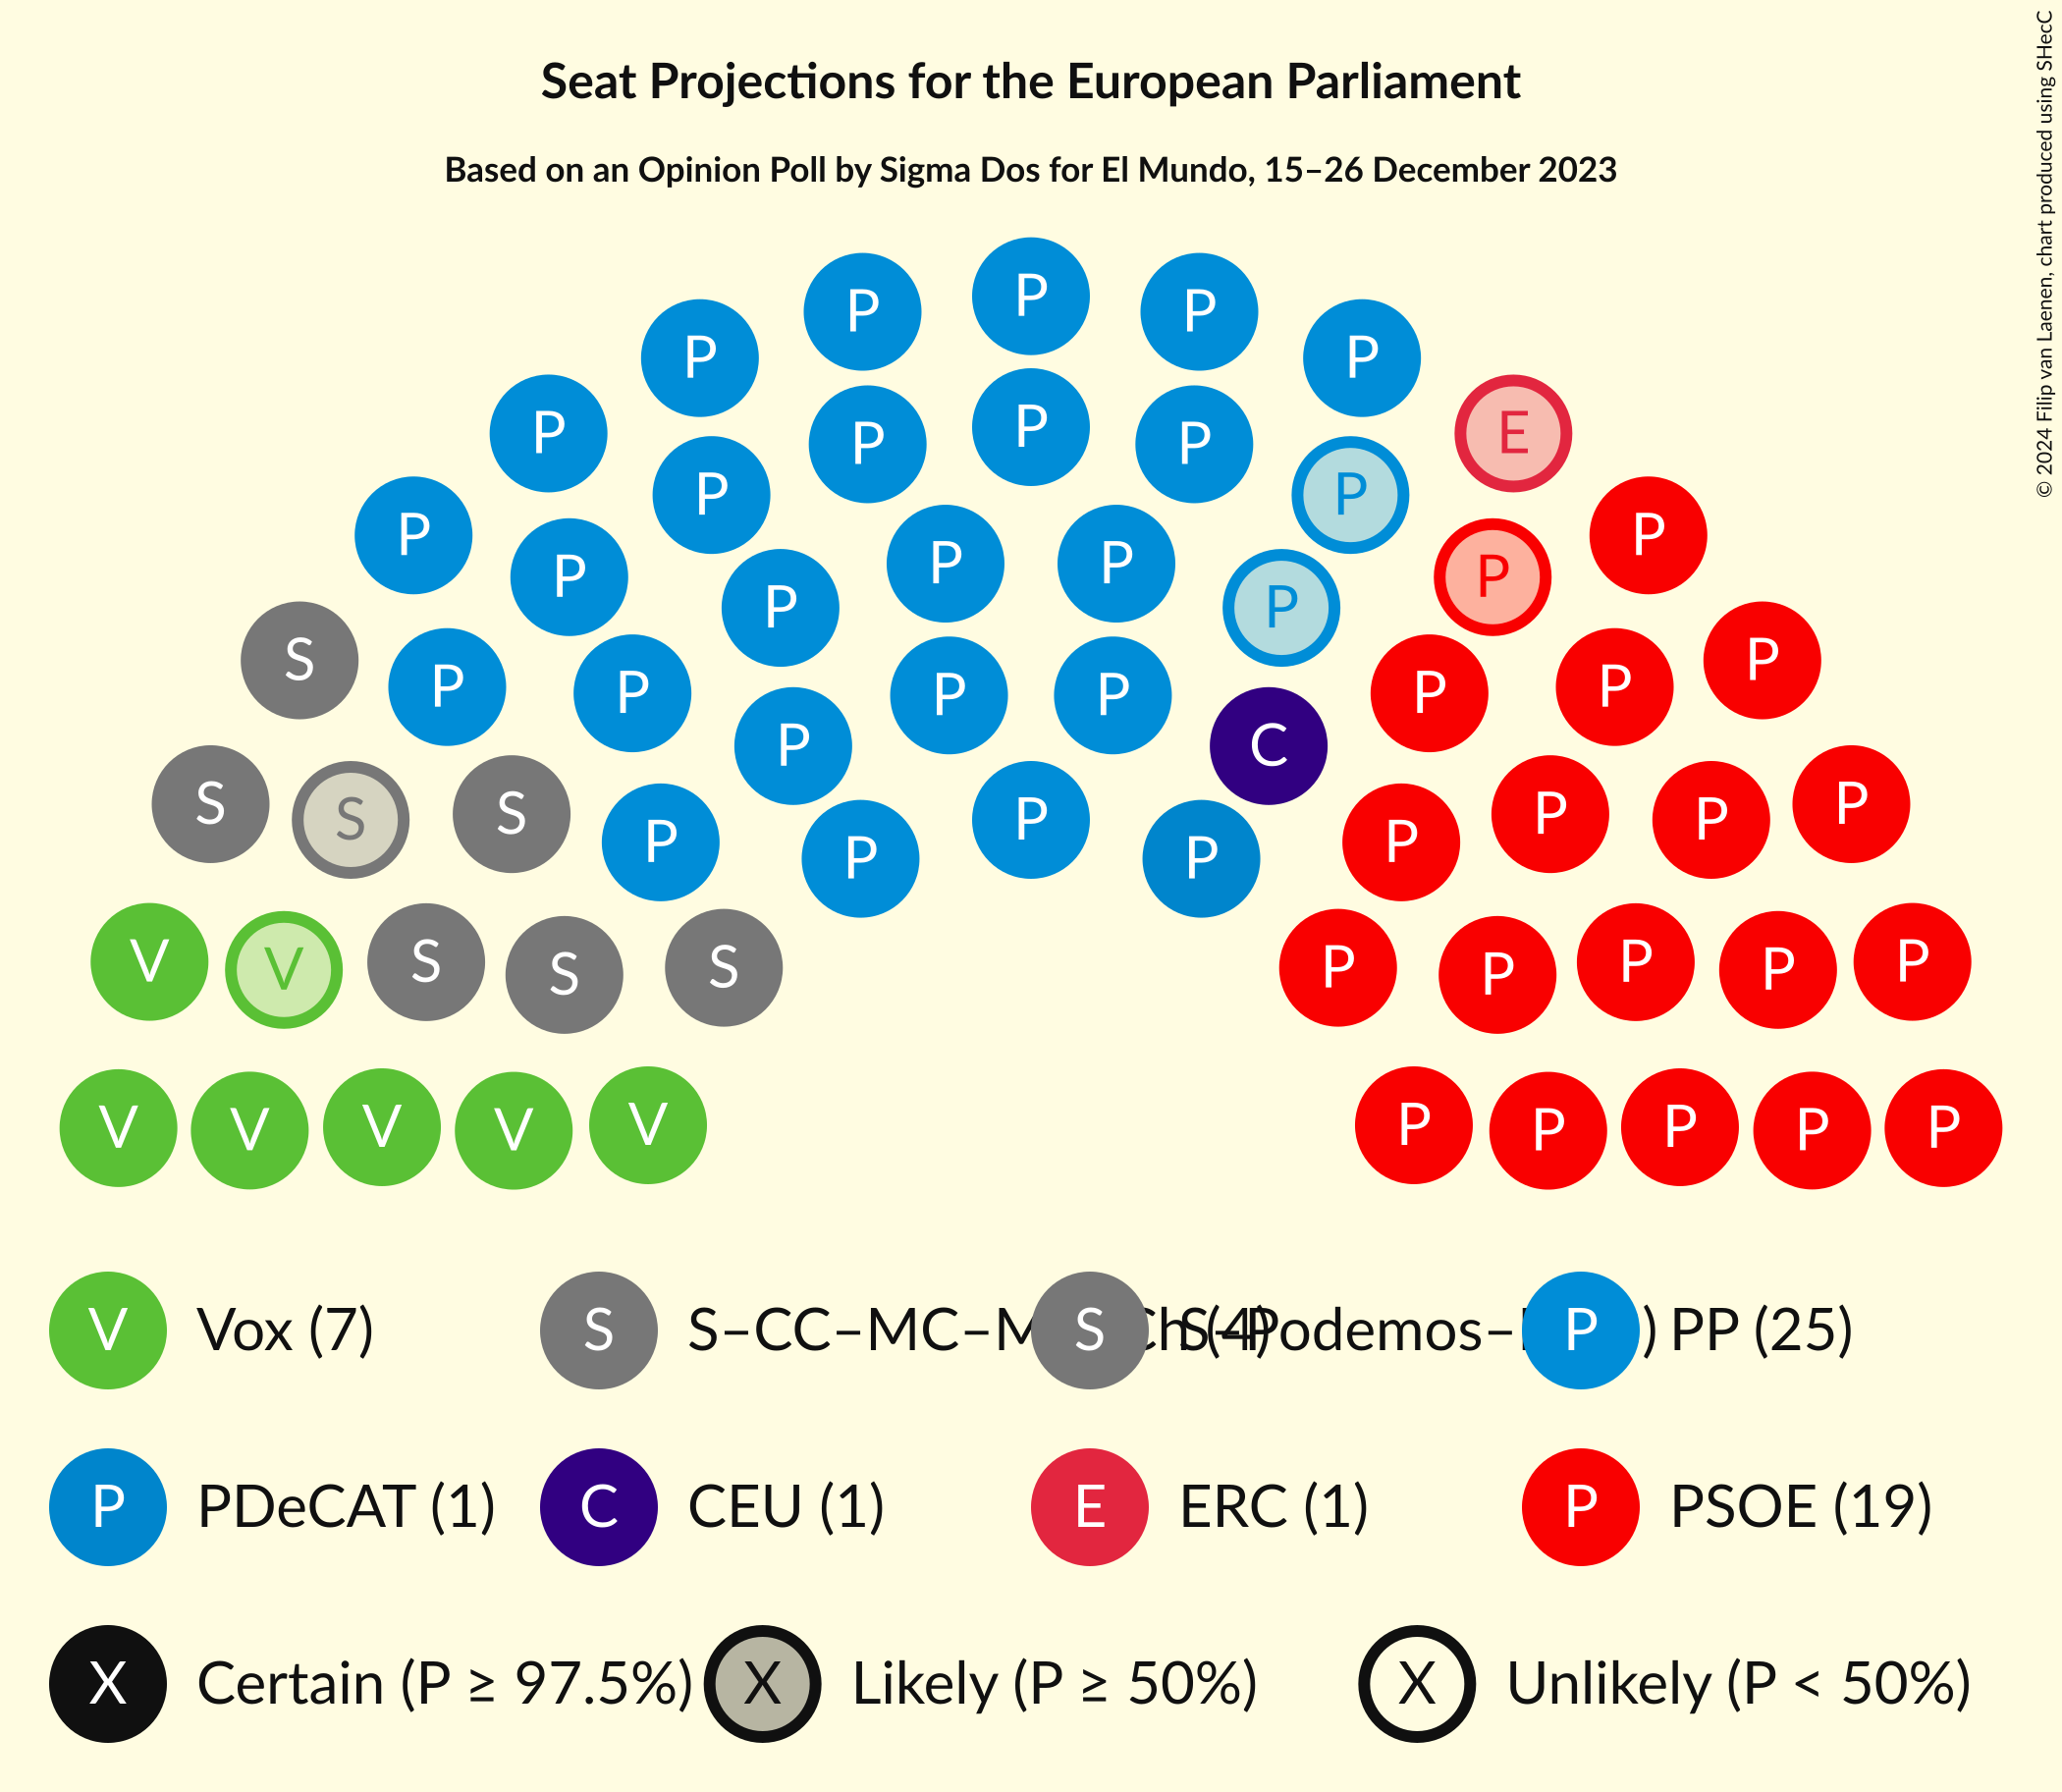 Seat Projections for the European Parliament
Based on an Opinion Poll by Sigma Dos for El Mundo, 15–26 December 2023
© 2024 Filip van Laenen, chart produced using SHecC
P P P
P P
P P P P E
P P
P P P P
P P P P
S P P P P P P P
P C
S S S P P P P P P P P
V V S S S P P P P P
V V V V V P P P P P
V Vox (7) S S–CC–MC–M (4) S S–Podemos– P PP (25)
P PDeCAT (1) C CEU (1) E ERC (1) P PSOE (19)
X Certain (P ≥ 97.5%) X Likely (P ≥ 50%) X Unlikely (P < 50%)